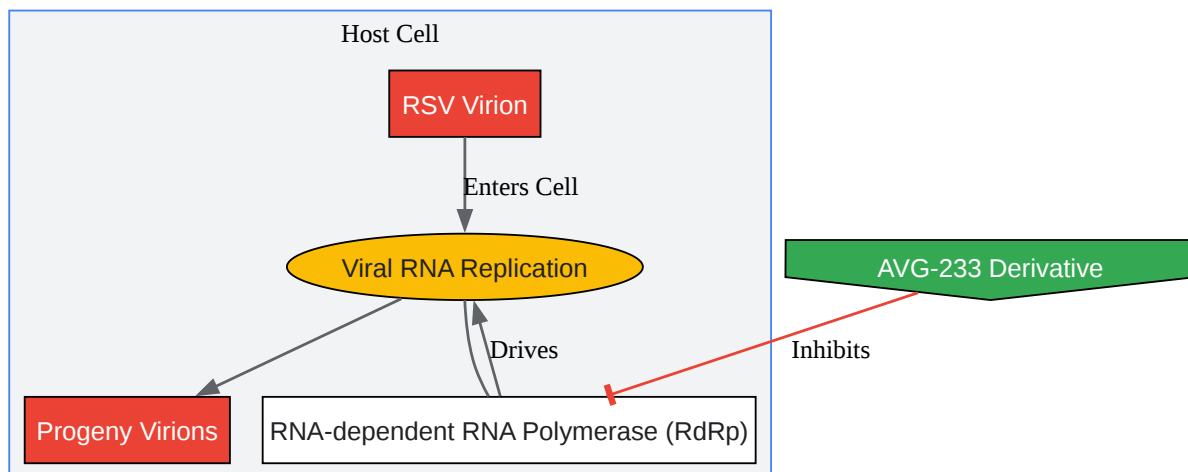 Host Cell
RSV Virion
Enters Cell
Viral RNA Replication
AVG-233 Derivative
Drives
Inhibits
Progeny Virions
RNA-dependent RNA Polymerase (RdRp)